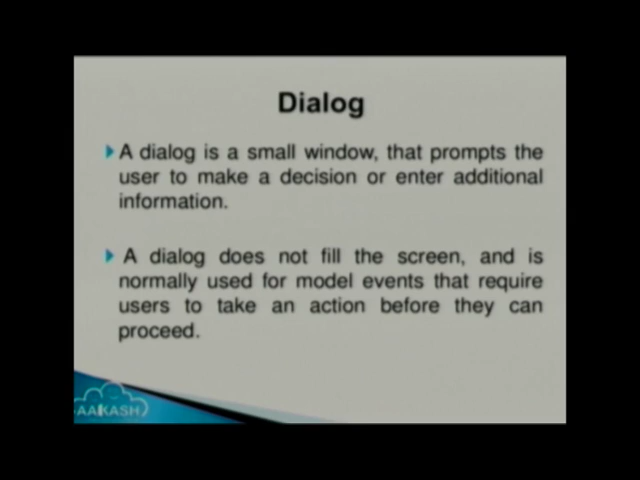 Dialog
A dialog is a small window, that prompts the
user to make a decision or enter additional
information.
A dialog does not fill the screen, and is
normally used for model events that require
users to take an action before they can
proceed.
AAKASH